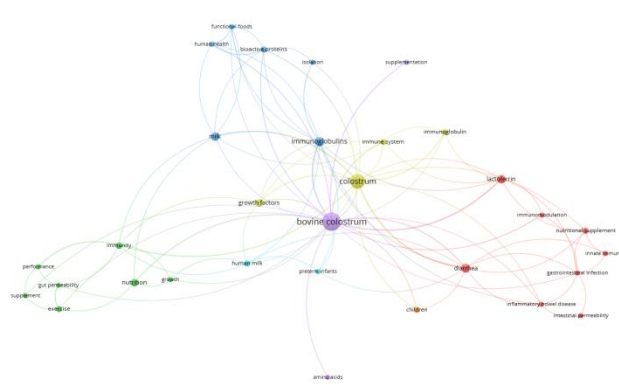 functional foods
human health
bioactive proteins
isolation
supplementation
milk
immunoglobulins
immune system
immunoglobulin
colostrum
lactoferrin
growth factors
bovine colostrum
immunomodulation
nutritional supplement
immunity
innate immunity
human milk
preterm infants
diarrhea
gastrointestinal infection
performance
gut permeability
nutrition
growth
supplement
exercise
children
inflammatory bowel disease
intestinal permeability
amino acids